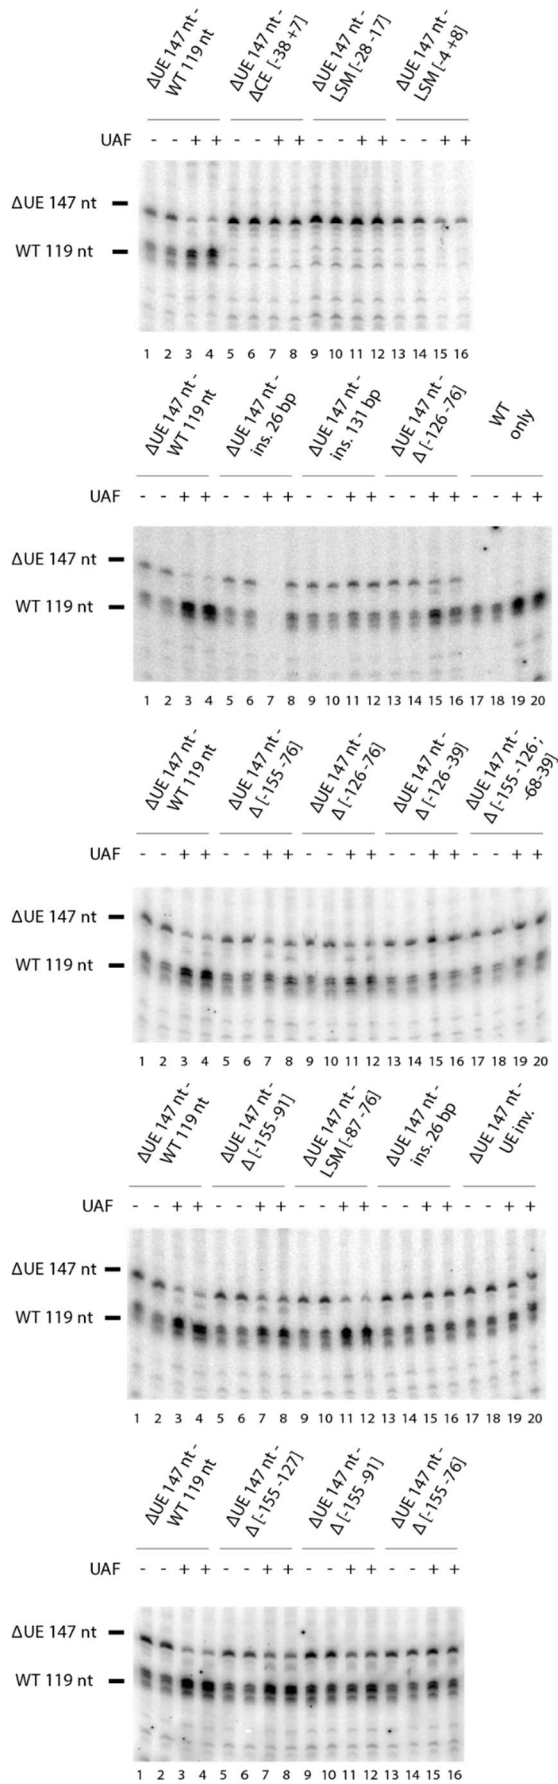 ΔUE 147 nt - WT 119 nt
ΔUE 147 nt - ΔCE [-38 +7]
ΔUE 147 nt - LSM [-28 -17]
ΔUE 147 nt - LSM [-4 +8]
UAF - - + + - - + + - - + + - - + +
ΔUE 147 nt
WT 119 nt
1 2 3 4 5 6 7 8 9 10 11 12 13 14 15 16
ΔUE 147 nt - WT 119 nt
ΔUE 147 nt - ins. 26 bp
ΔUE 147 nt - ins. 131 bp
ΔUE 147 nt - Δ [-126 -76]
WT only
UAF - - + + - - + + - - + + - - + + - - + +
ΔUE 147 nt
WT 119 nt
1 2 3 4 5 6 7 8 9 10 11 12 13 14 15 16 17 18 19 20
ΔUE 147 nt - WT 119 nt
ΔUE 147 nt - Δ [-155 -76]
ΔUE 147 nt - Δ [-126 -76]
ΔUE 147 nt - Δ [-126 -39]
ΔUE 147 nt - Δ [-155 -126 ; -68 -39]
UAF - - + + - - + + - - + + - - + + - - + +
ΔUE 147 nt
WT 119 nt
1 2 3 4 5 6 7 8 9 10 11 12 13 14 15 16 17 18 19 20
ΔUE 147 nt - WT 119 nt
ΔUE 147 nt - Δ [-155 -91]
ΔUE 147 nt - LSM [-87 -76]
ΔUE 147 nt - ins. 26 bp
ΔUE 147 nt - UE inv.
UAF - - + + - - + + - - + + - - + + - - + +
ΔUE 147 nt
WT 119 nt
1 2 3 4 5 6 7 8 9 10 11 12 13 14 15 16 17 18 19 20
ΔUE 147 nt - WT 119 nt
ΔUE 147 nt - Δ [-155 -127]
ΔUE 147 nt - Δ [-155 -91]
ΔUE 147 nt - Δ [-155 -76]
UAF - - + + - - + + - - + + - - + +
ΔUE 147 nt
WT 119 nt
1 2 3 4 5 6 7 8 9 10 11 12 13 14 15 16